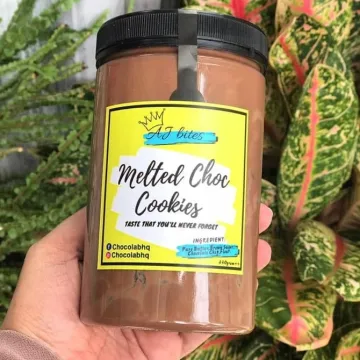 AJ bites
Melted Choc
Cookies
TASTE THAT YOU'LL NEVER FORGET
Chocolabhq
Chocolabhq
INGREDIENT